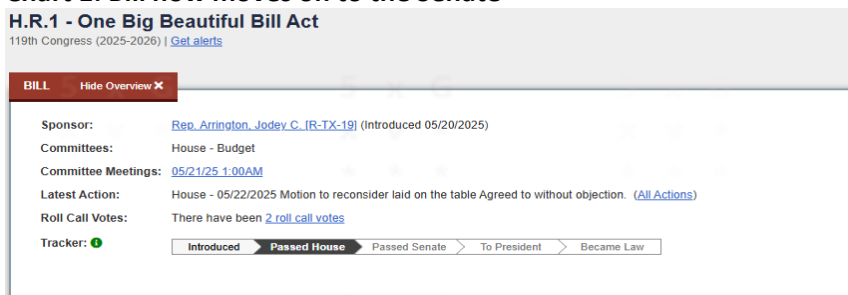 H.R.1 - One Big Beautiful Bill Act
119th Congress (2025-2026) | Get alerts
BILL Hide Overview ✕
Sponsor: Rep. Arrington, Jodey C. [R-TX-19] (Introduced 05/20/2025)
Committees: House - Budget
Committee Meetings: 05/21/25 1:00AM
Latest Action: House - 05/22/2025 Motion to reconsider laid on the table Agreed to without objection. (All Actions)
Roll Call Votes: There have been 2 roll call votes
Tracker: Introduced Passed House Passed Senate To President Became Law